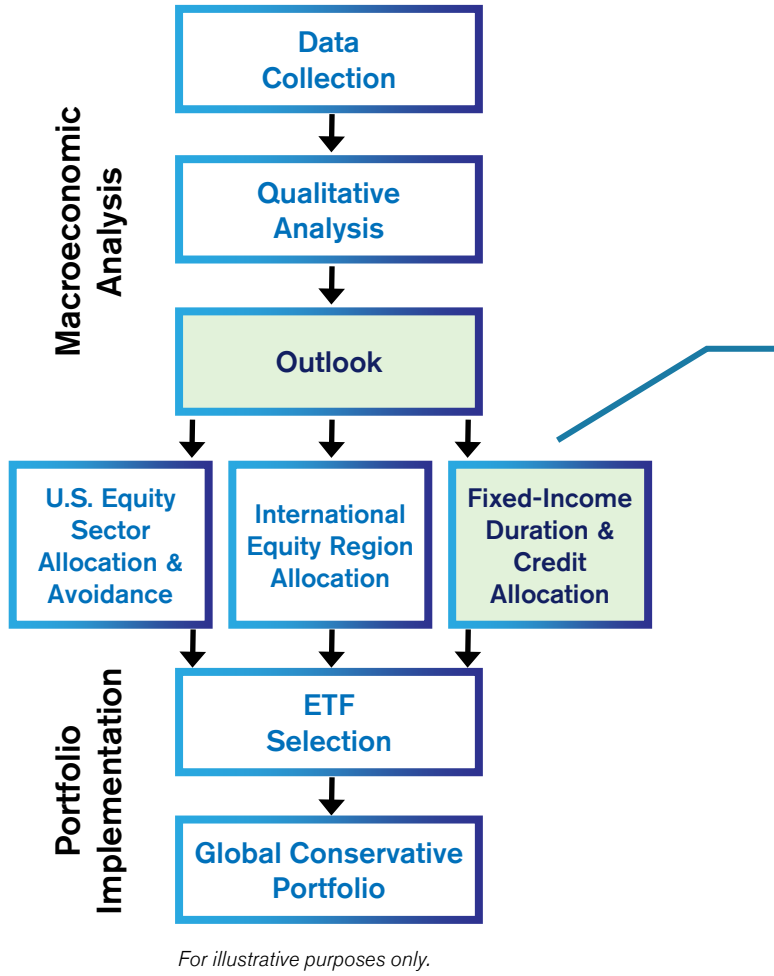 Macroeconomic
Analysis
Data
Collection
Qualitative
Analysis
Outlook
U.S. Equity
Sector
Allocation &
Avoidance
International
Equity Region
Allocation
Fixed-Income
Duration &
Credit
Allocation
Portfolio
Implementation
ETF
Selection
Global Conservative
Portfolio
For illustrative purposes only.